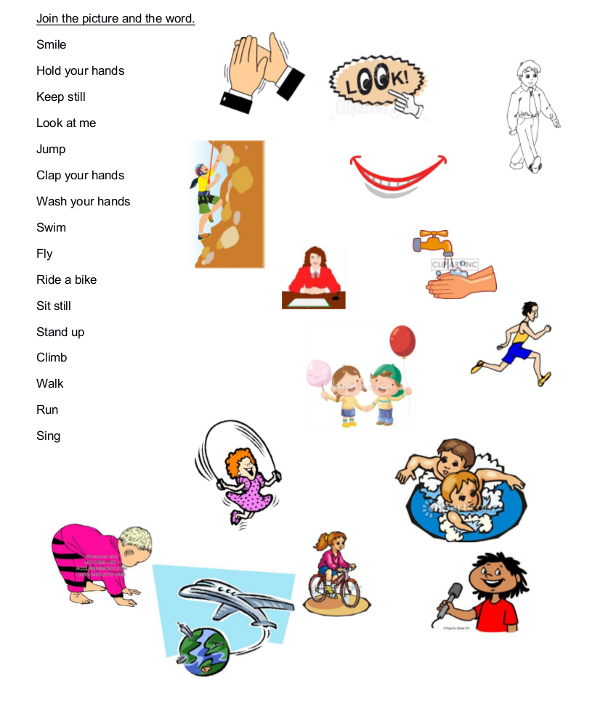 Join the picture and the word.
Smile
Hold your hands
Keep still
Look at me
Jump
Clap your hands
Wash your hands
Swim
Fly
Ride a bike
Sit still
Stand up
Climb
Walk
Run
Sing
LOOK!